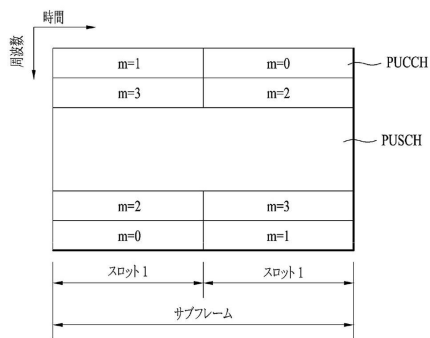 時間
周波数
m=1 m=0 PUCCH
m=3 m=2
PUSCH
m=2 m=3
m=0 m=1
スロット1 スロット1
サブフレーム